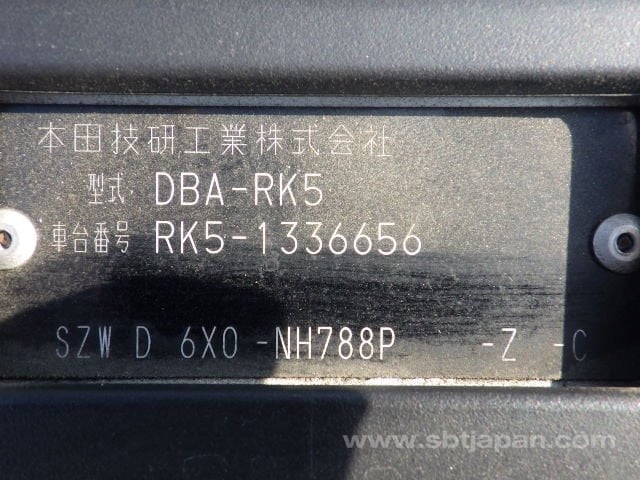 本田技研工業株式会社
型式 DBA-RK5
車台番号 RK5-1336656
SZW D 6X0 -NH788P -Z -C
www.sbtjapan.com